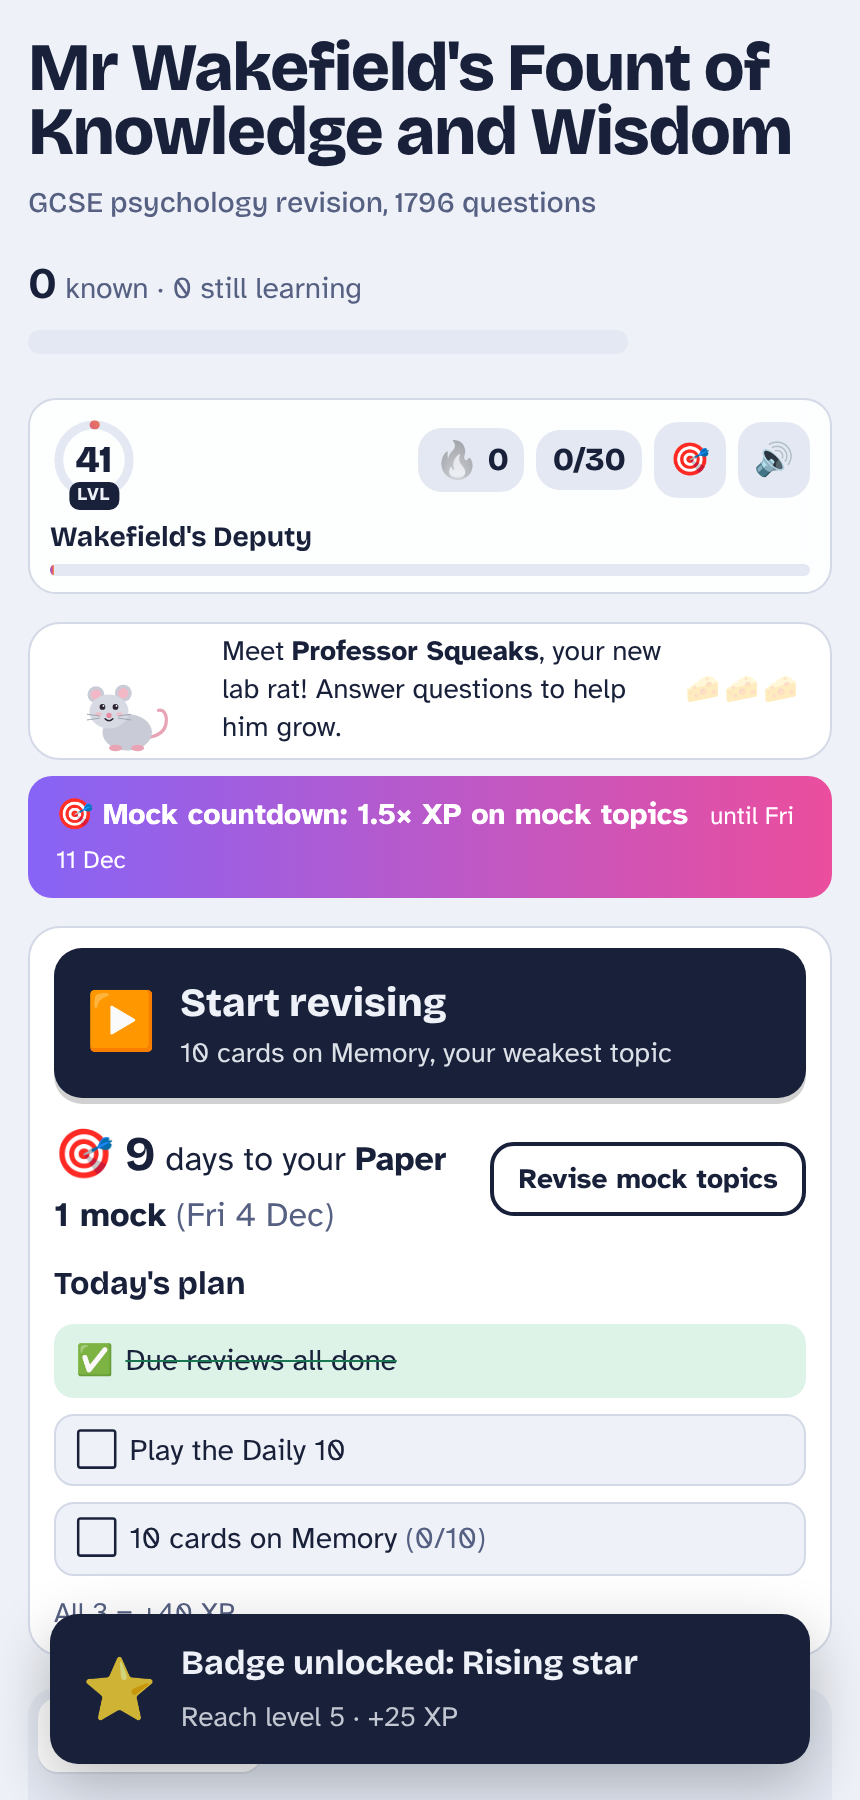 Mr Wakefield's Fount of
Knowledge and Wisdom
GCSE psychology revision, 1796 questions
0 known · 0 still learning
41
LVL
0
0/30
Wakefield's Deputy
Meet Professor Squeaks, your new
lab rat! Answer questions to help
him grow.
Mock countdown: 1.5× XP on mock topics until Fri
11 Dec
Start revising
10 cards on Memory, your weakest topic
9 days to your Paper
1 mock (Fri 4 Dec)
Revise mock topics
Today's plan
Due reviews all done
Play the Daily 10
10 cards on Memory (0/10)
All 3 = +40 XP
Badge unlocked: Rising star
Reach level 5 · +25 XP